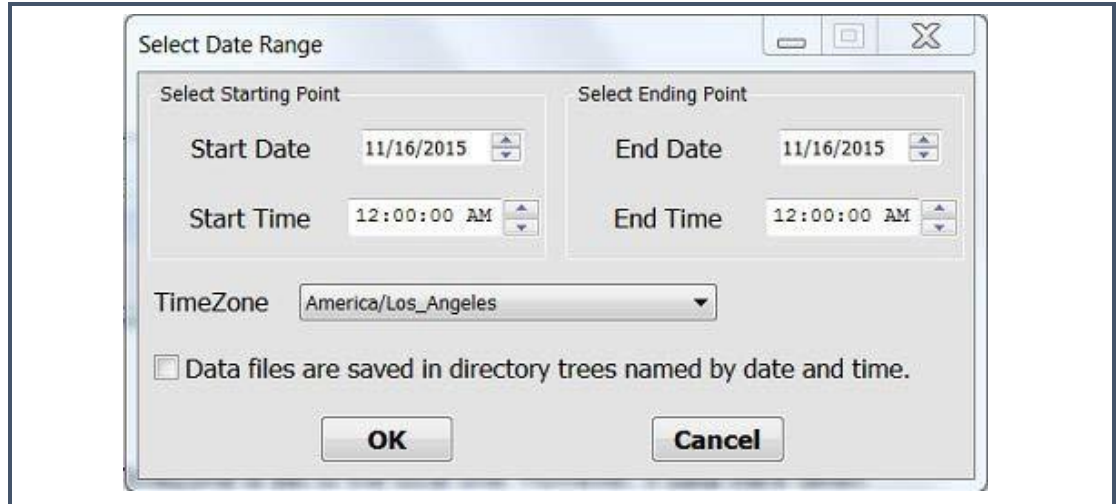 Select Date Range
Select Starting Point
Start Date 11/16/2015
Start Time 12:00:00 AM
Select Ending Point
End Date 11/16/2015
End Time 12:00:00 AM
TimeZone America/Los_Angeles
Data files are saved in directory trees named by date and time.
OK Cancel